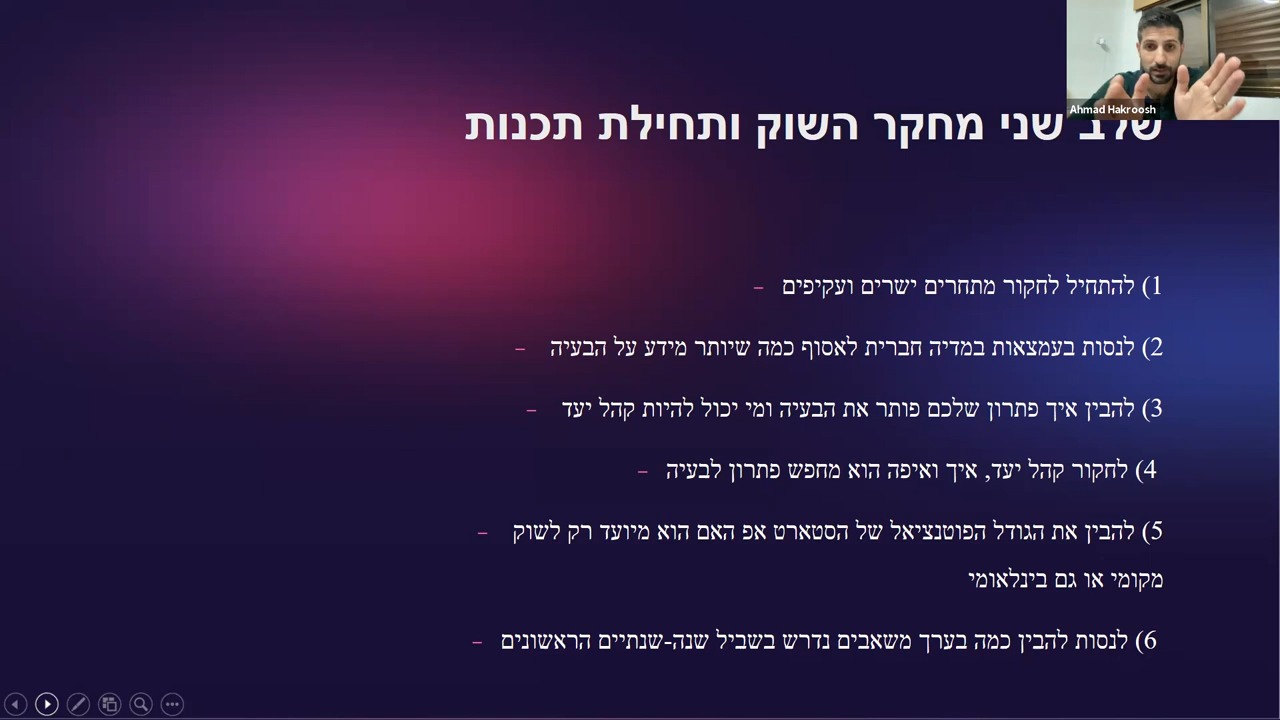 Ahmad Hakroosh
שלב שני מחקר השוק ותחילת תכנות
1) להתחיל לחקור מתחרים ישרים ועקיפים –
2) לנסות בעמצאות במדיה חברית לאסוף כמה שיותר מידע על הבעיה –
3) להבין איך פתרון שלכם פותר את הבעיה ומי יכול להיות קהל יעד –
4) לחקור קהל יעד, איך ואיפה הוא מחפש פתרון לבעיה –
5) להבין את הגודל הפוטנציאל של הסטארט אפ האם הוא מיועד רק לשוק –
מקומי או גם בינלאומי
6) לנסות להבין כמה בערך משאבים נדרש בשביל שנה-שנתיים הראשונים –